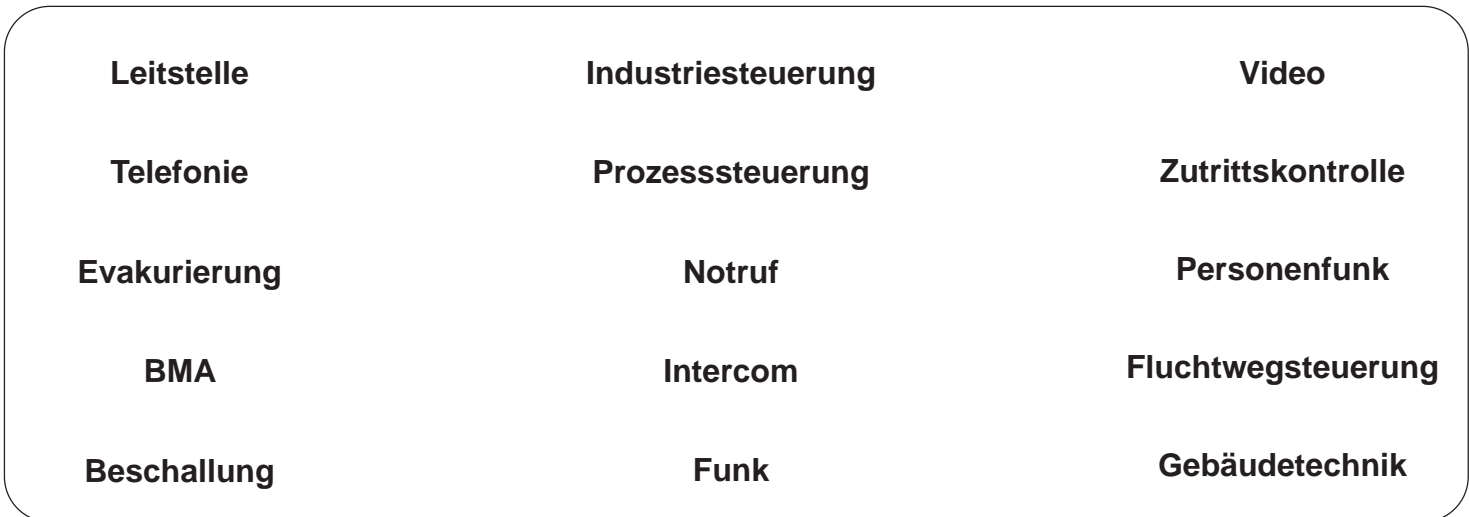 Leitstelle Industriesteuerung Video
Telefonie Prozesssteuerung Zutrittskontrolle
Evakurierung Notruf Personenfunk
BMA Intercom Fluchtwegsteuerung
Beschallung Funk Gebäudetechnik